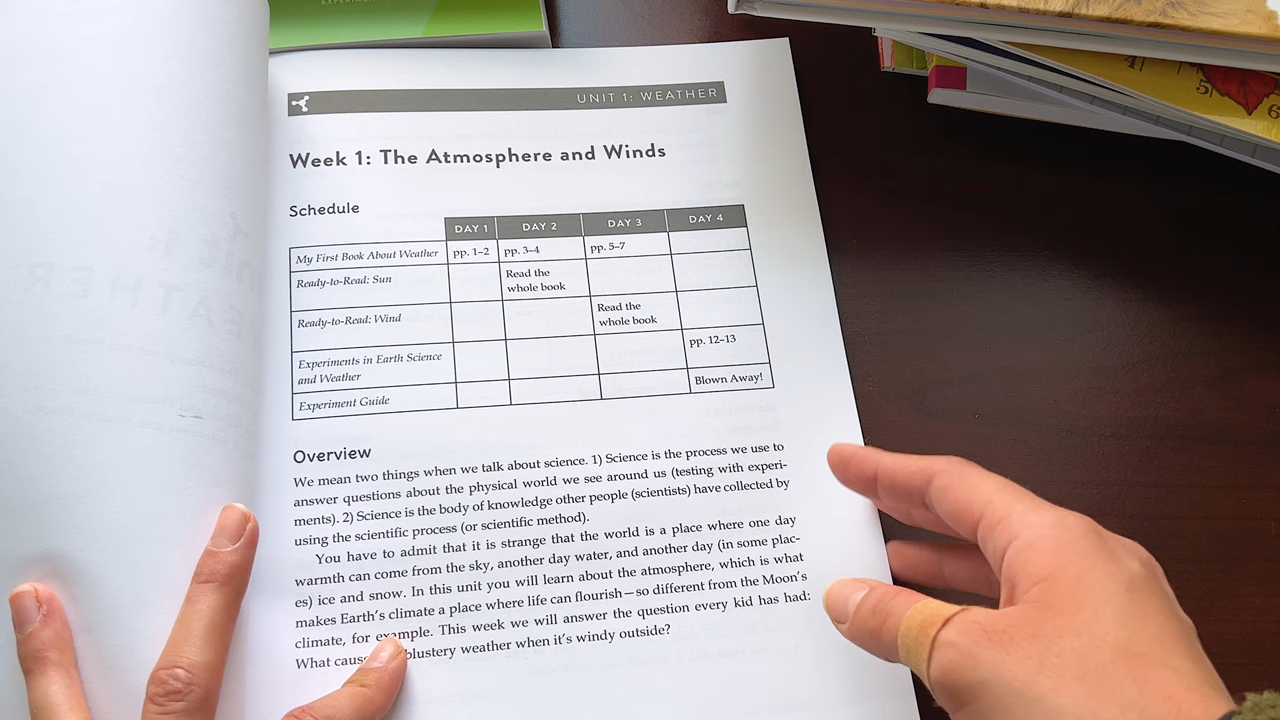 UNIT 1: WEATHER
Week 1: The Atmosphere and Winds
Schedule
DAY 1 DAY 2 DAY 3 DAY 4
My First Book About Weather pp. 1–2 pp. 3–4 pp. 5–7
Ready-to-Read: Sun Read the
whole book
Ready-to-Read: Wind Read the
whole book
Experiments in Earth Science pp. 12–13
and Weather
Experiment Guide Blown Away!
Overview
We mean two things when we talk about science. 1) Science is the process we use to
answer questions about the physical world we see around us (testing with experi-
ments). 2) Science is the body of knowledge other people (scientists) have collected by
using the scientific process (or scientific method).
You have to admit that it is strange that the world is a place where one day
warmth can come from the sky, another day water, and another day (in some plac-
es) ice and snow. In this unit you will learn about the atmosphere, which is what
makes Earth's climate a place where life can flourish—so different from the Moon's
climate, for example. This week we will answer the question every kid has had:
What blustery weather when it's windy outside?
4
5
6